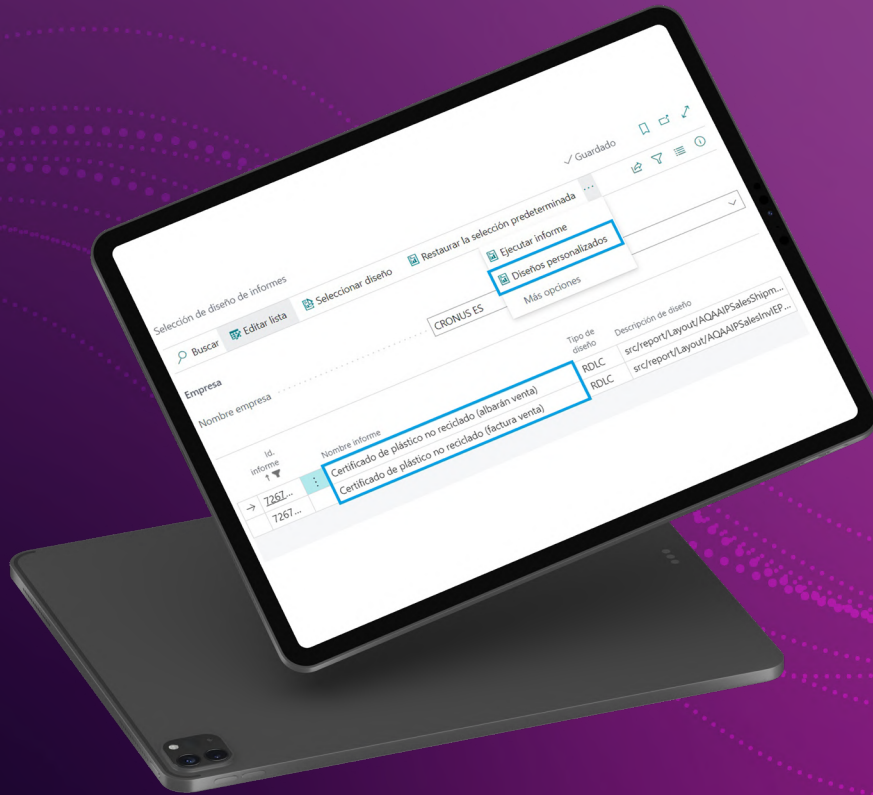 Guardado
Selección de diseño de informes
Buscar Editar lista Seleccionar diseño Restaurar la selección predeterminada ...
Ejecutar informe
Diseños personalizados
Más opciones
Empresa
Nombre empresa CRONUS ES
Id. informe Nombre informe Tipo de diseño Descripción de diseño
7267... Certificado de plástico no reciclado (albarán venta) RDLC src/report/Layout/AQAAIPSalesShipm...
7267... Certificado de plástico no reciclado (factura venta) RDLC src/report/Layout/AQAAIPSalesInvIEP...